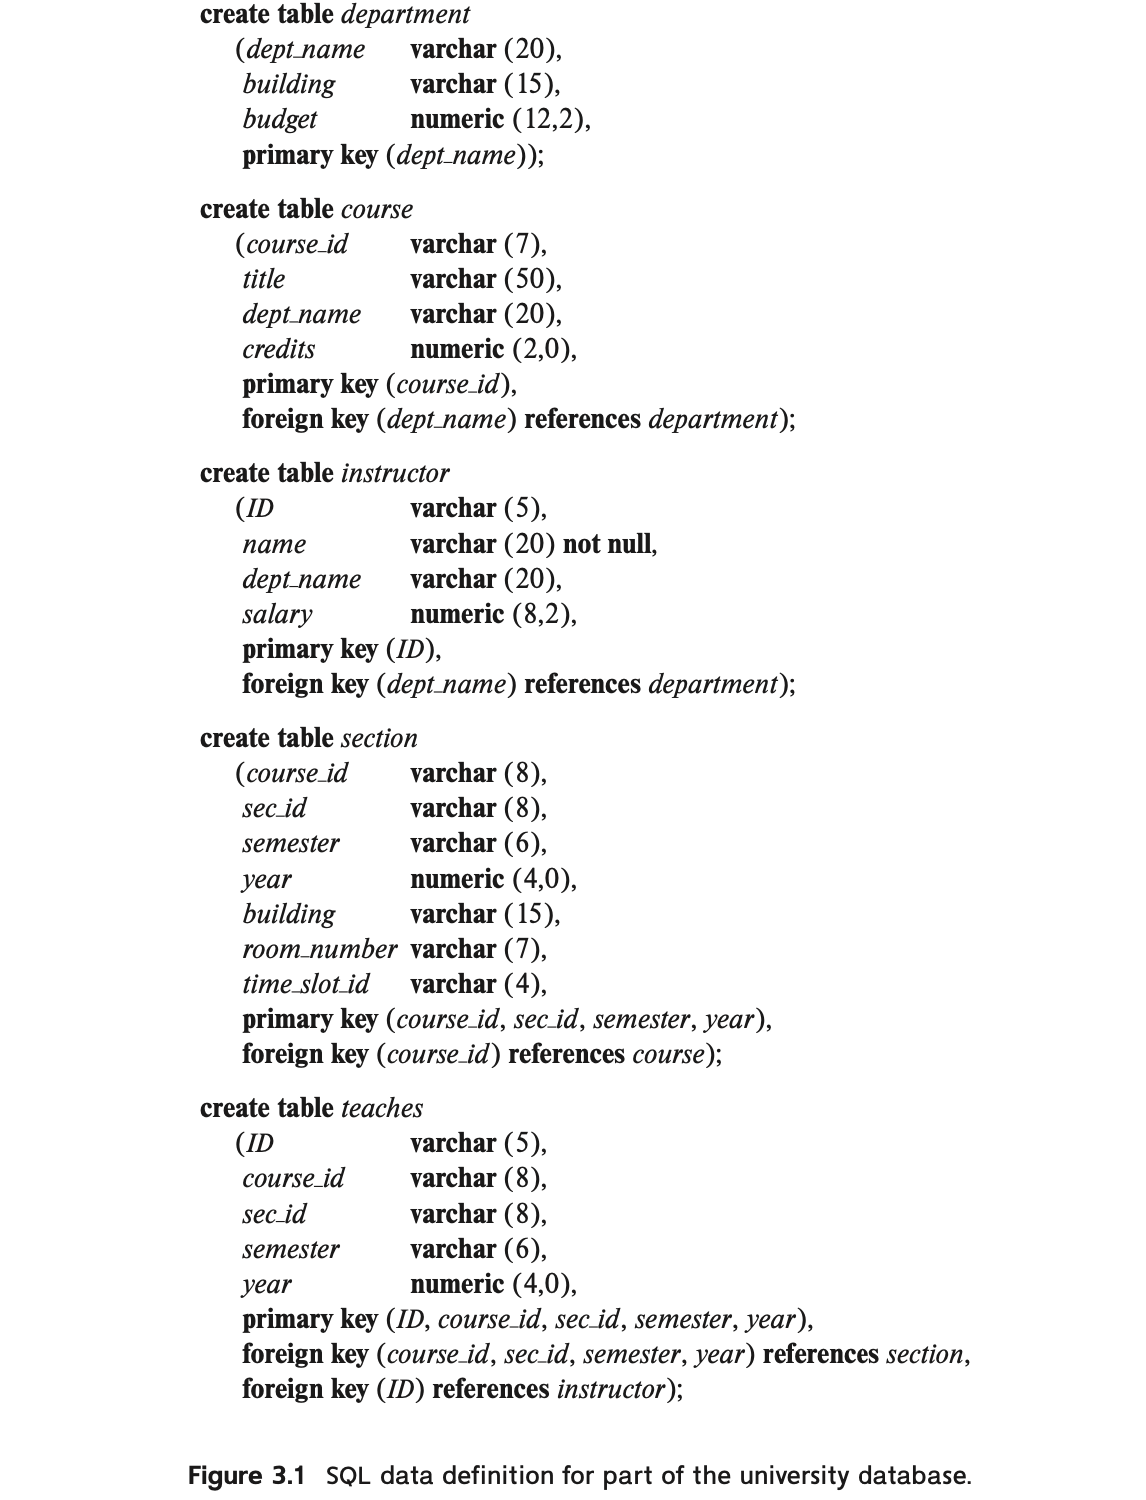 create table department
(dept_name varchar (20),
building varchar (15),
budget numeric (12,2),
primary key (dept_name));
create table course
(course_id varchar (7),
title varchar (50),
dept_name varchar (20),
credits numeric (2,0),
primary key (course_id),
foreign key (dept_name) references department);
create table instructor
(ID varchar (5),
name varchar (20) not null,
dept_name varchar (20),
salary numeric (8,2),
primary key (ID),
foreign key (dept_name) references department);
create table section
(course_id varchar (8),
sec_id varchar (8),
semester varchar (6),
year numeric (4,0),
building varchar (15),
room_number varchar (7),
time_slot_id varchar (4),
primary key (course_id, sec_id, semester, year),
foreign key (course_id) references course);
create table teaches
(ID varchar (5),
course_id varchar (8),
sec_id varchar (8),
semester varchar (6),
year numeric (4,0),
primary key (ID, course_id, sec_id, semester, year),
foreign key (course_id, sec_id, semester, year) references section,
foreign key (ID) references instructor);
Figure 3.1 SQL data definition for part of the university database.